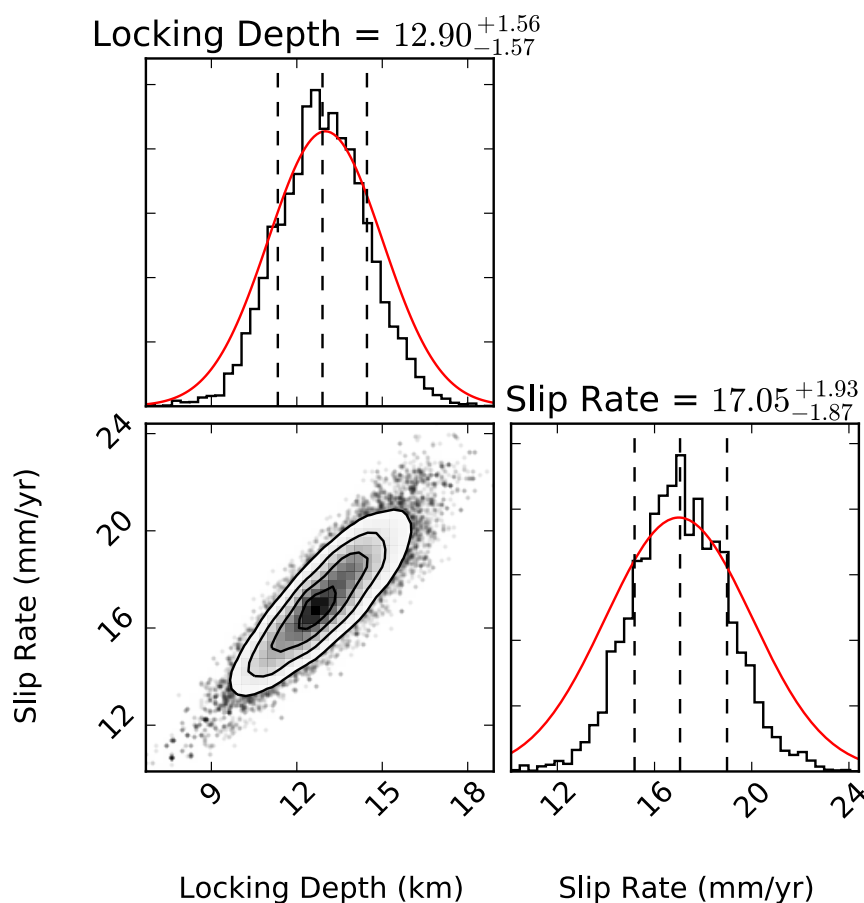 Locking Depth = 12.90 +1.56 −1.57
Slip Rate = 17.05 +1.93 −1.87
24
20
16
12
Slip Rate (mm/yr)
9 12 15 18
12 16 20 24
Locking Depth (km)
Slip Rate (mm/yr)